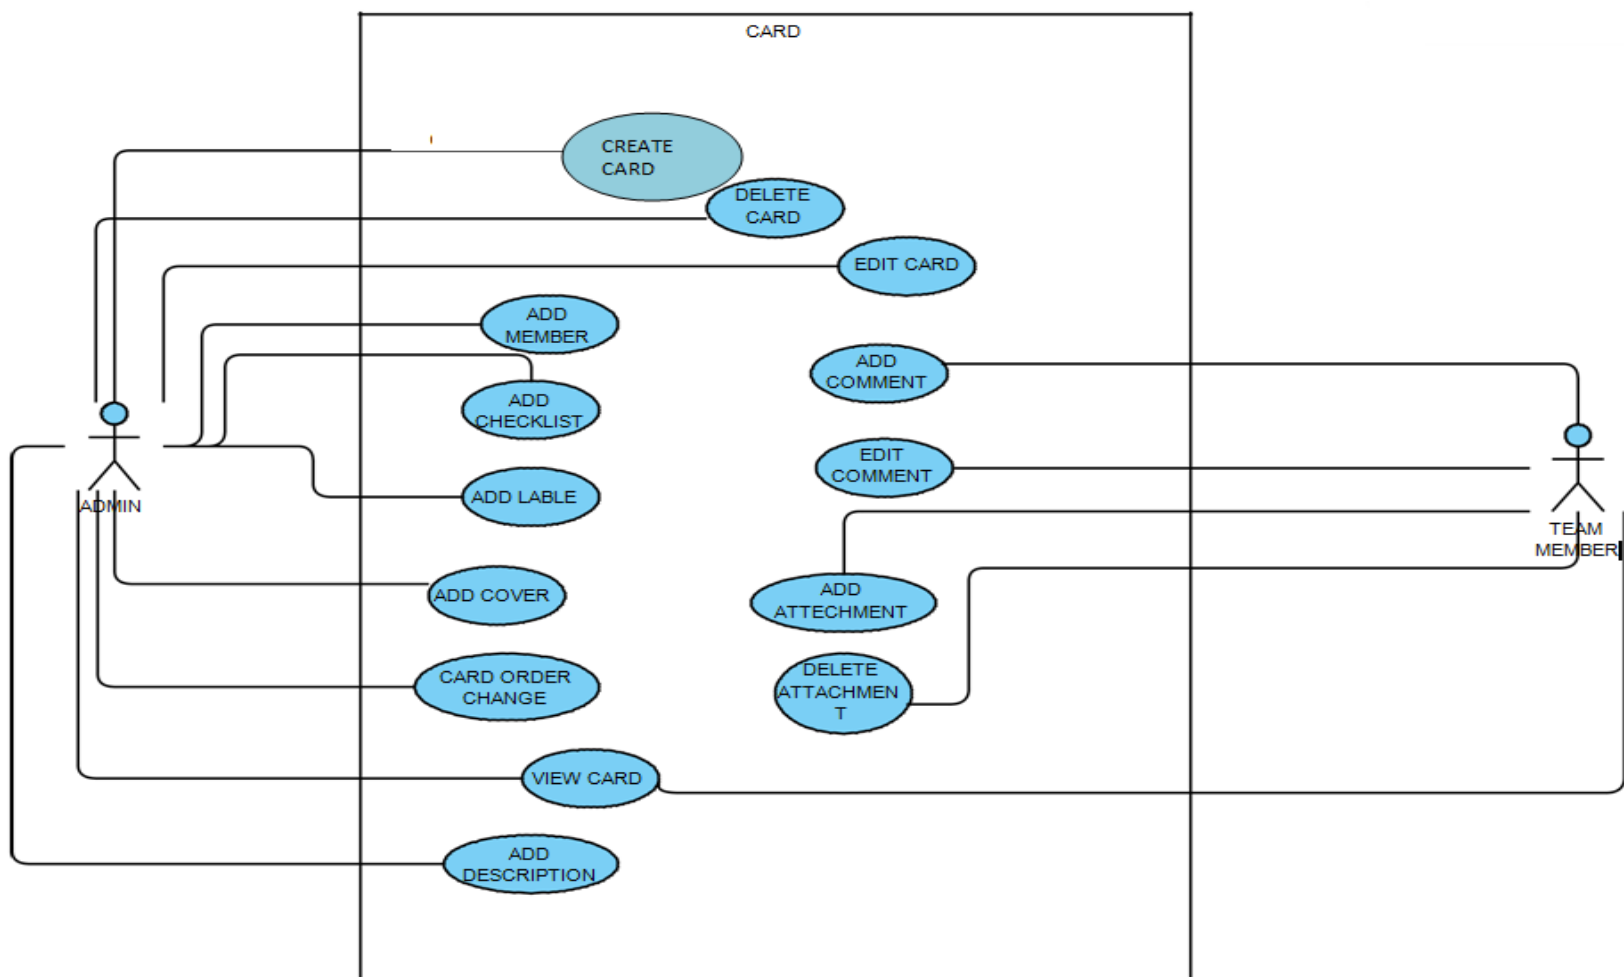 CARD
CREATE
CARD
DELETE
CARD
EDIT CARD
ADD
MEMBER
ADD
COMMENT
ADD
CHECKLIST
EDIT
COMMENT
ADD LABLE
ADMIN
TEAM
MEMBER
ADD COVER
ADD
ATTECHMENT
CARD ORDER
CHANGE
DELETE
ATTACHMEN
T
VIEW CARD
ADD
DESCRIPTION